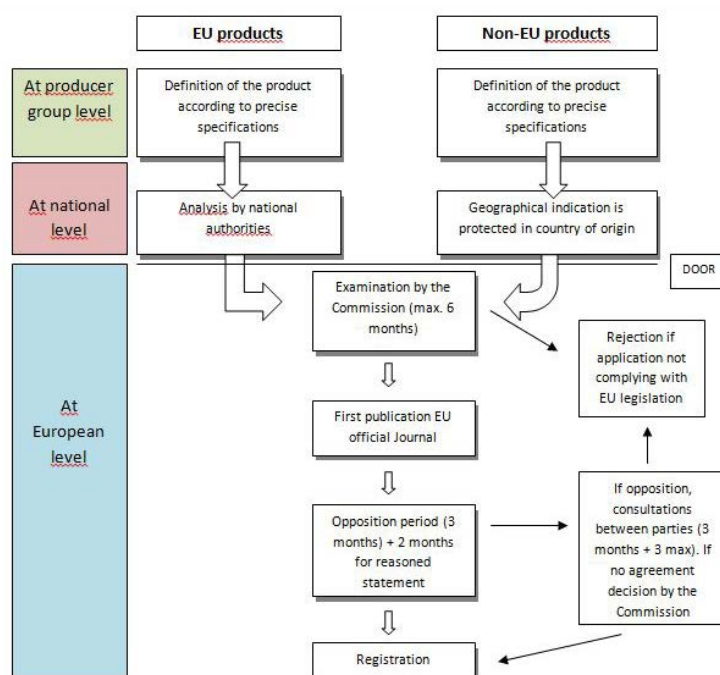 EU products
Non-EU products
At producer
group level
Definition of the product
according to precise
specifications
Definition of the product
according to precise
specifications
At national
level
Analysis by national
authorities
Geographical indication is
protected in country of origin
DOOR
At
European
level
Examination by the
Commission (max. 6
months)
Rejection if
application not
complying with
EU legislation
First publication EU
official Journal
Opposition period (3
months) + 2 months
for reasoned
statement
If opposition,
consultations
between parties (3
months + 3 max). If
no agreement
decision by the
Commission
Registration